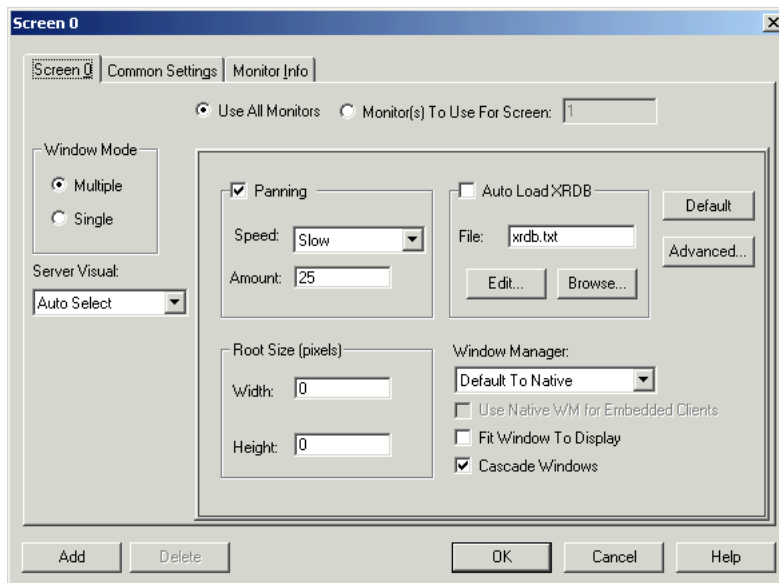 Screen 0
Screen 0 Common Settings Monitor Info
Use All Monitors Monitor(s) To Use For Screen: 1
Window Mode
Multiple
Single
Server Visual:
Auto Select
Panning
Speed: Slow
Amount: 25
Auto Load XRDB
File: xrdb.txt
Edit... Browse...
Default
Advanced...
Root Size (pixels)
Width: 0
Height: 0
Window Manager:
Default To Native
Use Native WM for Embedded Clients
Fit Window To Display
Cascade Windows
Add Delete OK Cancel Help